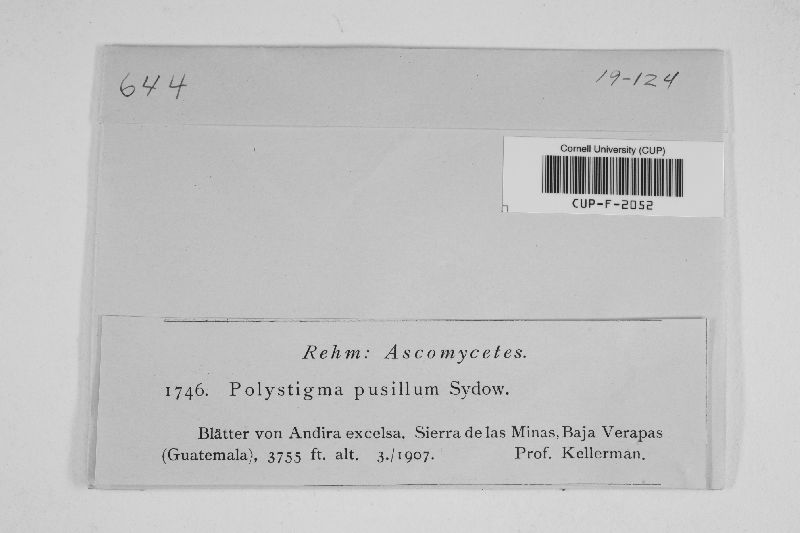 644
19-124
Cornell University (CUP)
CUP-F-2052
Rehm: Ascomycetes.
1746. Polystigma pusillum Sydow.
Blätter von Andira excelsa. Sierra de las Minas, Baja Verapas
(Guatemala), 3755 ft. alt. 3./1907. Prof. Kellerman.